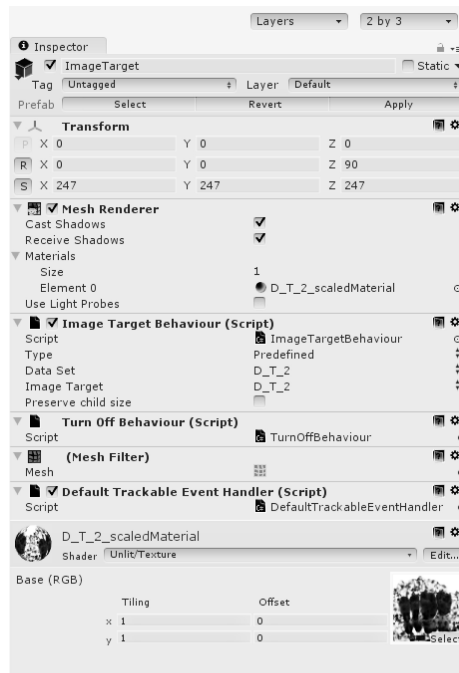 Layers 2 by 3
Inspector
ImageTarget Static
Tag Untagged Layer Default
Prefab Select Revert Apply
Transform
P X 0 Y 0 Z 0
R X 0 Y 0 Z 90
S X 247 Y 247 Z 247
Mesh Renderer
Cast Shadows
Receive Shadows
Materials
Size 1
Element 0 D_T_2_scaledMaterial
Use Light Probes
Image Target Behaviour (Script)
Script ImageTargetBehaviour
Type Predefined
Data Set D_T_2
Image Target D_T_2
Preserve child size
Turn Off Behaviour (Script)
Script TurnOffBehaviour
(Mesh Filter)
Mesh
Default Trackable Event Handler (Script)
Script DefaultTrackableEventHandler
D_T_2_scaledMaterial
Shader Unlit/Texture Edit...
Base (RGB)
Tiling Offset
x 1 0
y 1 0
Select